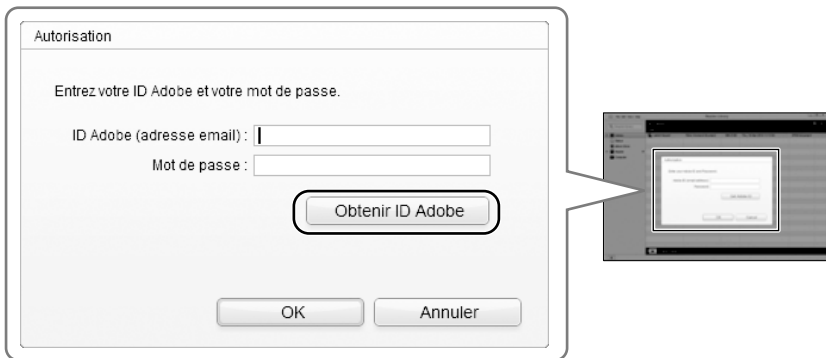 Autorisation
Entrez votre ID Adobe et votre mot de passe.
ID Adobe (adresse email) :
Mot de passe :
Obtenir ID Adobe
OK
Annuler